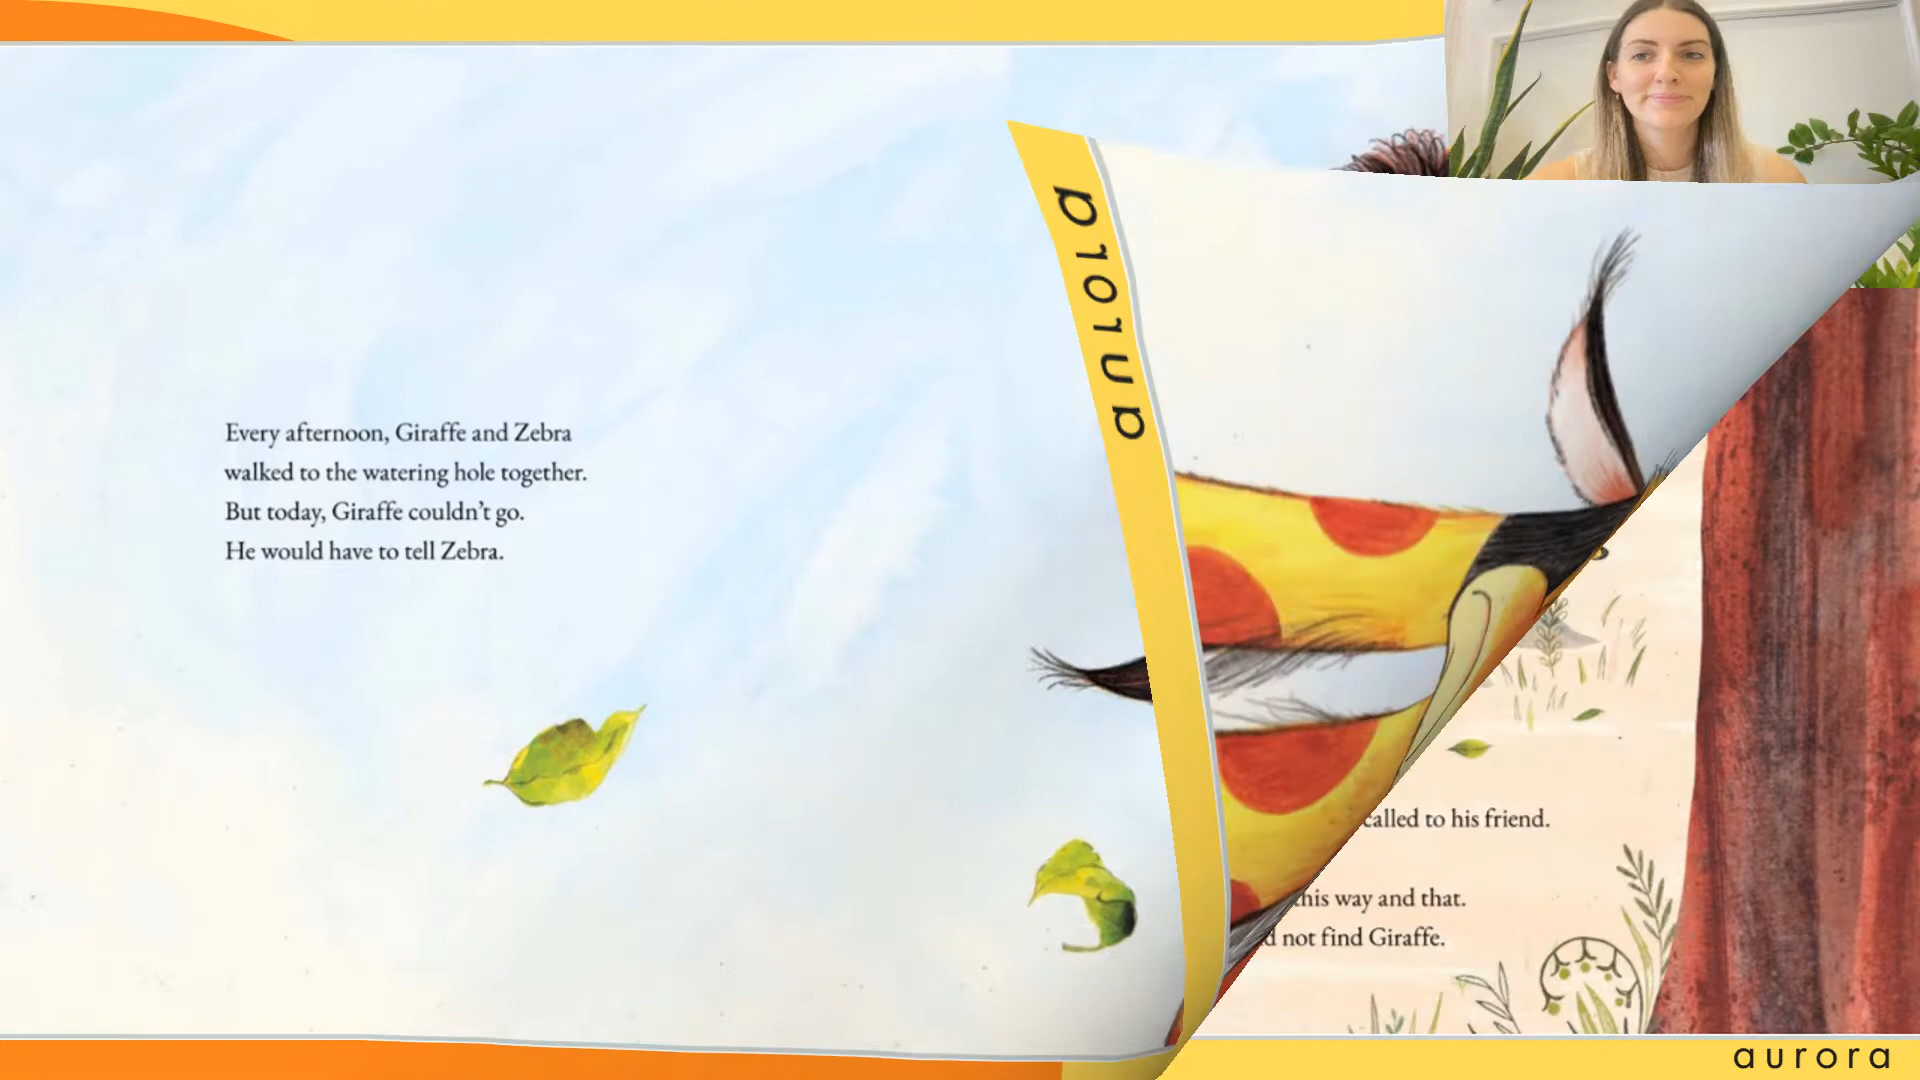 Every afternoon, Giraffe and Zebra
walked to the watering hole together.
But today, Giraffe couldn't go.
He would have to tell Zebra.
called to his friend.
this way and that.
not find Giraffe.
aurora